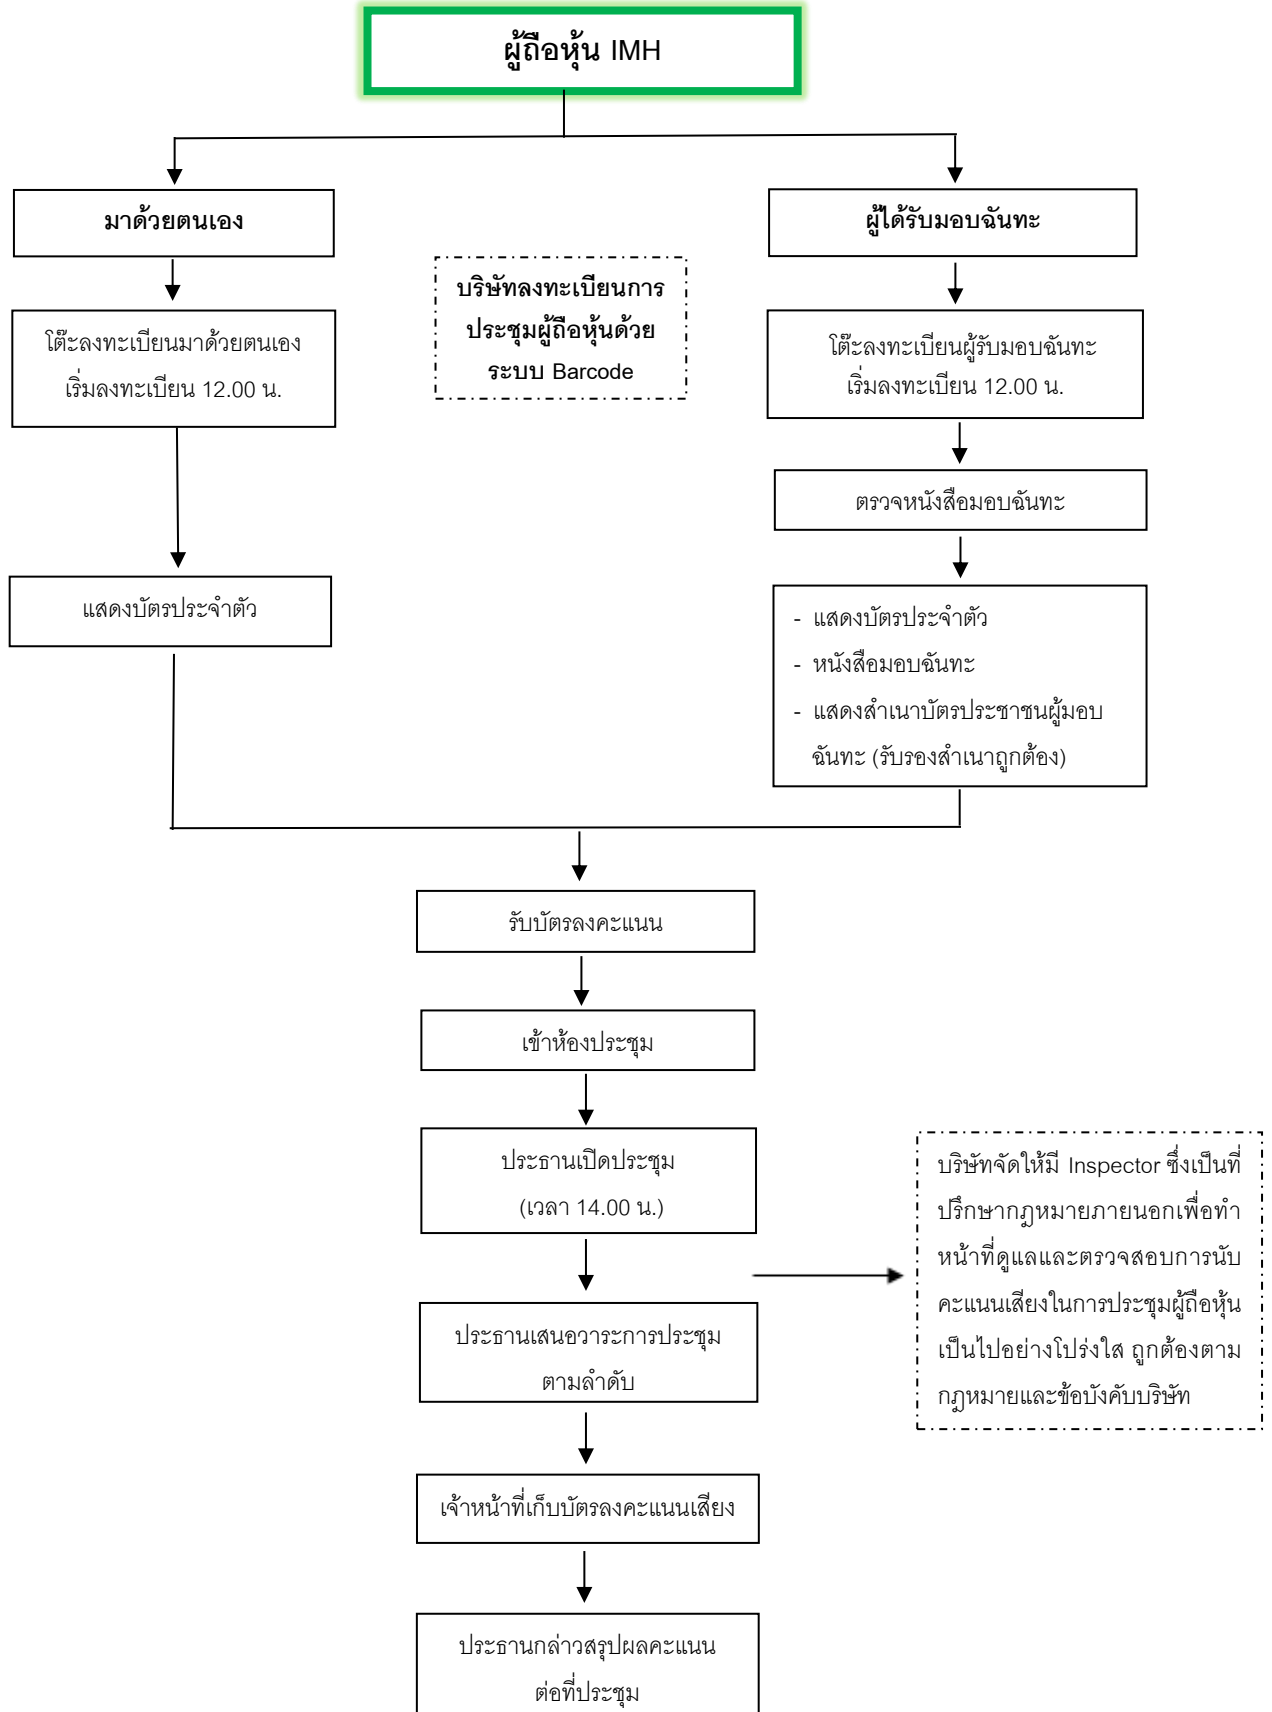 ผู้ถือหุ้น IMH
มาด้วยตนเอง
ผู้ได้รับมอบฉันทะ
บริษัทลงทะเบียนการ
ประชุมผู้ถือหุ้นด้วย
ระบบ Barcode
โต๊ะลงทะเบียนมาด้วยตนเอง
เริ่มลงทะเบียน 12.00 น.
โต๊ะลงทะเบียนผู้รับมอบฉันทะ
เริ่มลงทะเบียน 12.00 น.
ตรวจหนังสือมอบฉันทะ
แสดงบัตรประจำตัว
- แสดงบัตรประจำตัว
- หนังสือมอบฉันทะ
- แสดงสำเนาบัตรประชาชนผู้มอบ
ฉันทะ (รับรองสำเนาถูกต้อง)
รับบัตรลงคะแนน
เข้าห้องประชุม
ประธานเปิดประชุม
(เวลา 14.00 น.)
บริษัทจัดให้มี Inspector ซึ่งเป็นที่
ปรึกษากฎหมายภายนอกเพื่อทำ
หน้าที่ดูแลและตรวจสอบการนับ
คะแนนเสียงในการประชุมผู้ถือหุ้น
เป็นไปอย่างโปร่งใส ถูกต้องตาม
กฎหมายและข้อบังคับบริษัท
ประธานเสนอวาระการประชุม
ตามลำดับ
เจ้าหน้าที่เก็บบัตรลงคะแนนเสียง
ประธานกล่าวสรุปผลคะแนน
ต่อที่ประชุม